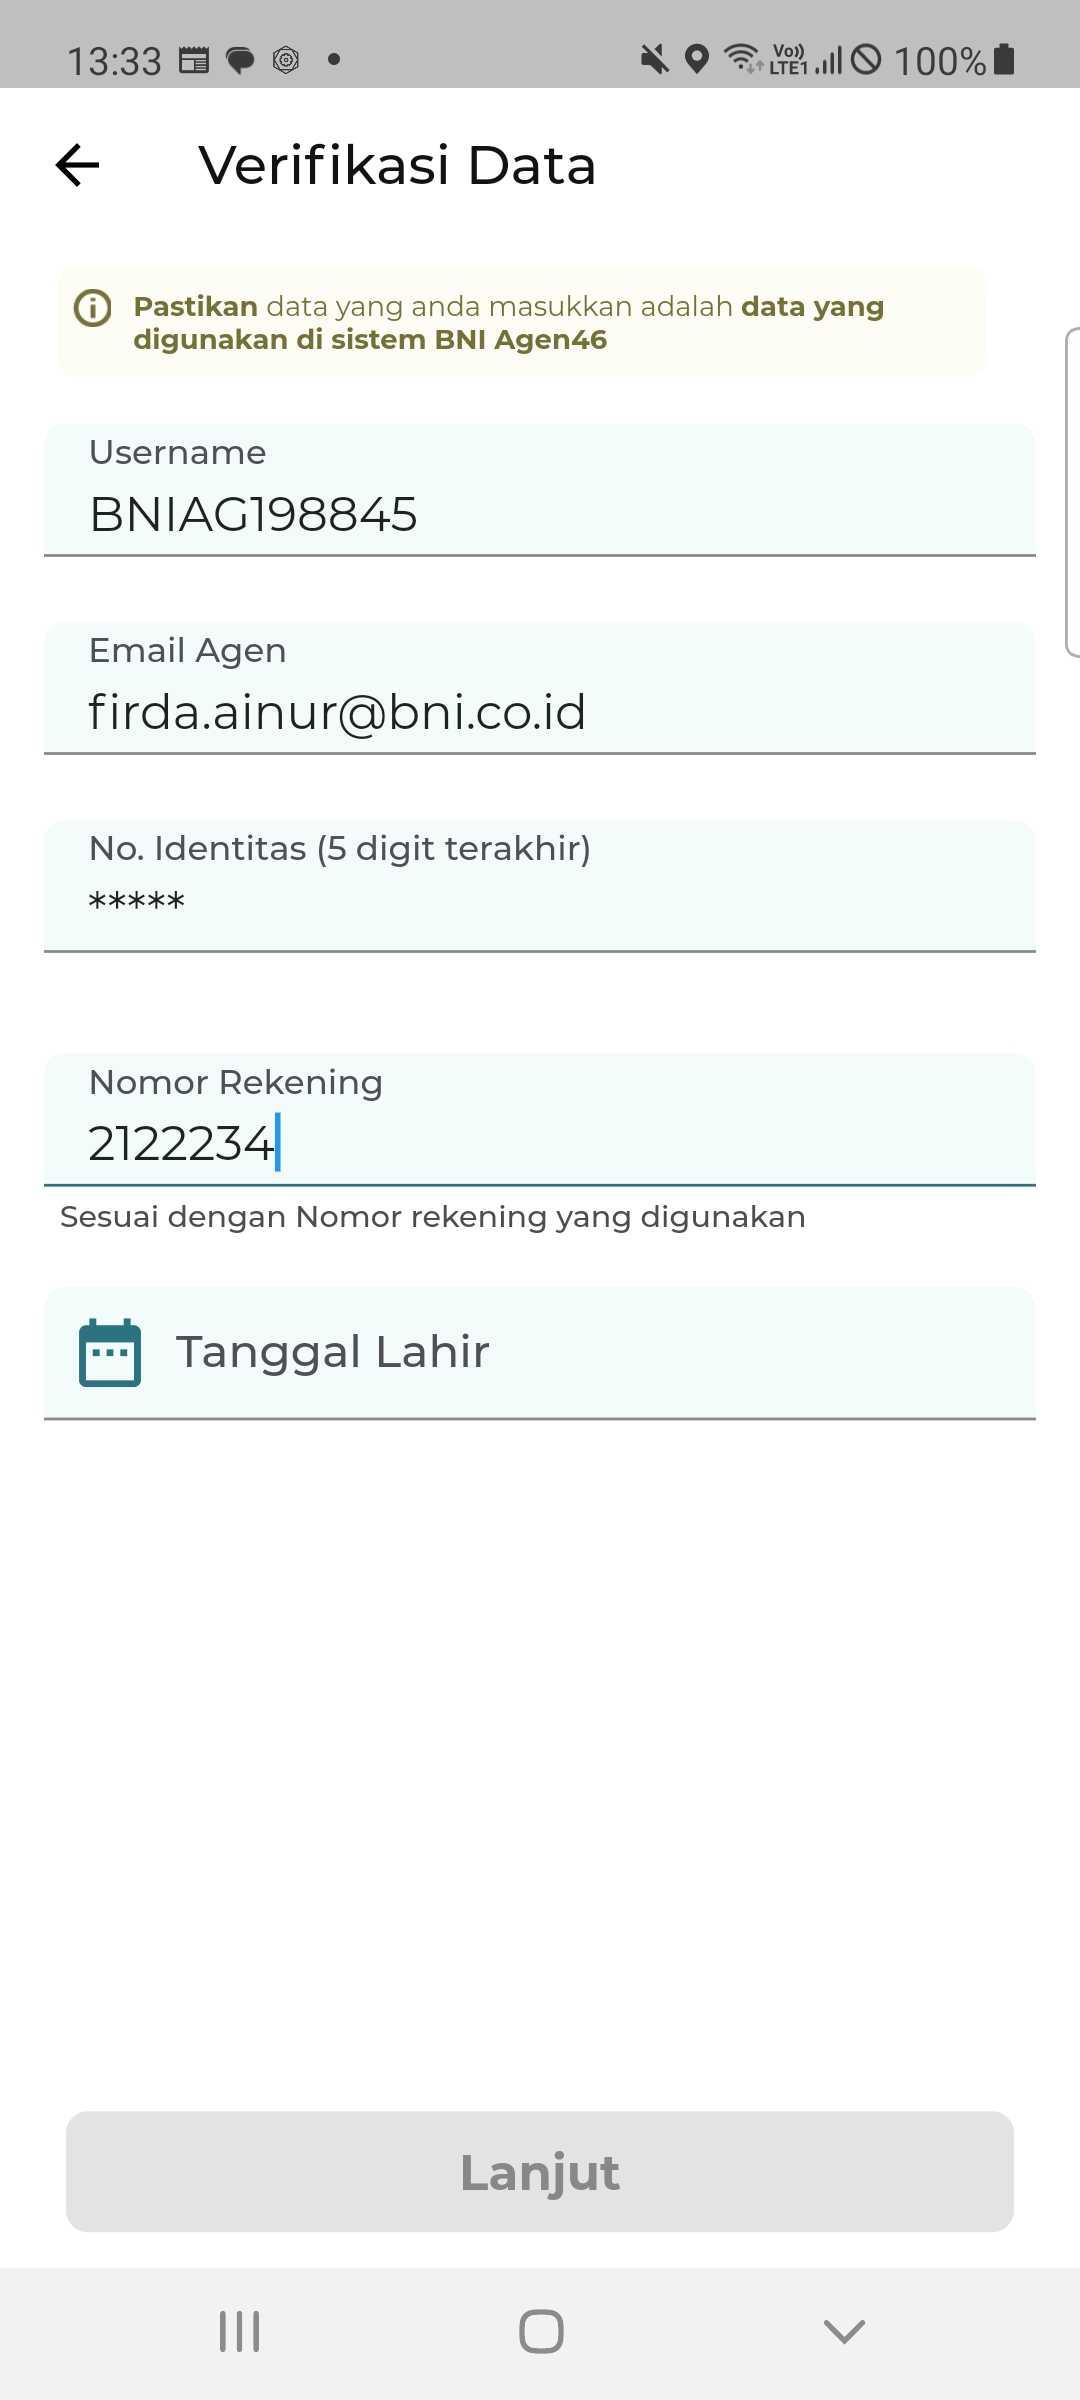 13:33 Vo)) LTE1 100%
Verifikasi Data
Pastikan data yang anda masukkan adalah data yang
digunakan di sistem BNI Agen46
Username
BNIAG198845
Email Agen
firda.ainur@bni.co.id
No. Identitas (5 digit terakhir)
*****
Nomor Rekening
2122234
Sesuai dengan Nomor rekening yang digunakan
Tanggal Lahir
Lanjut